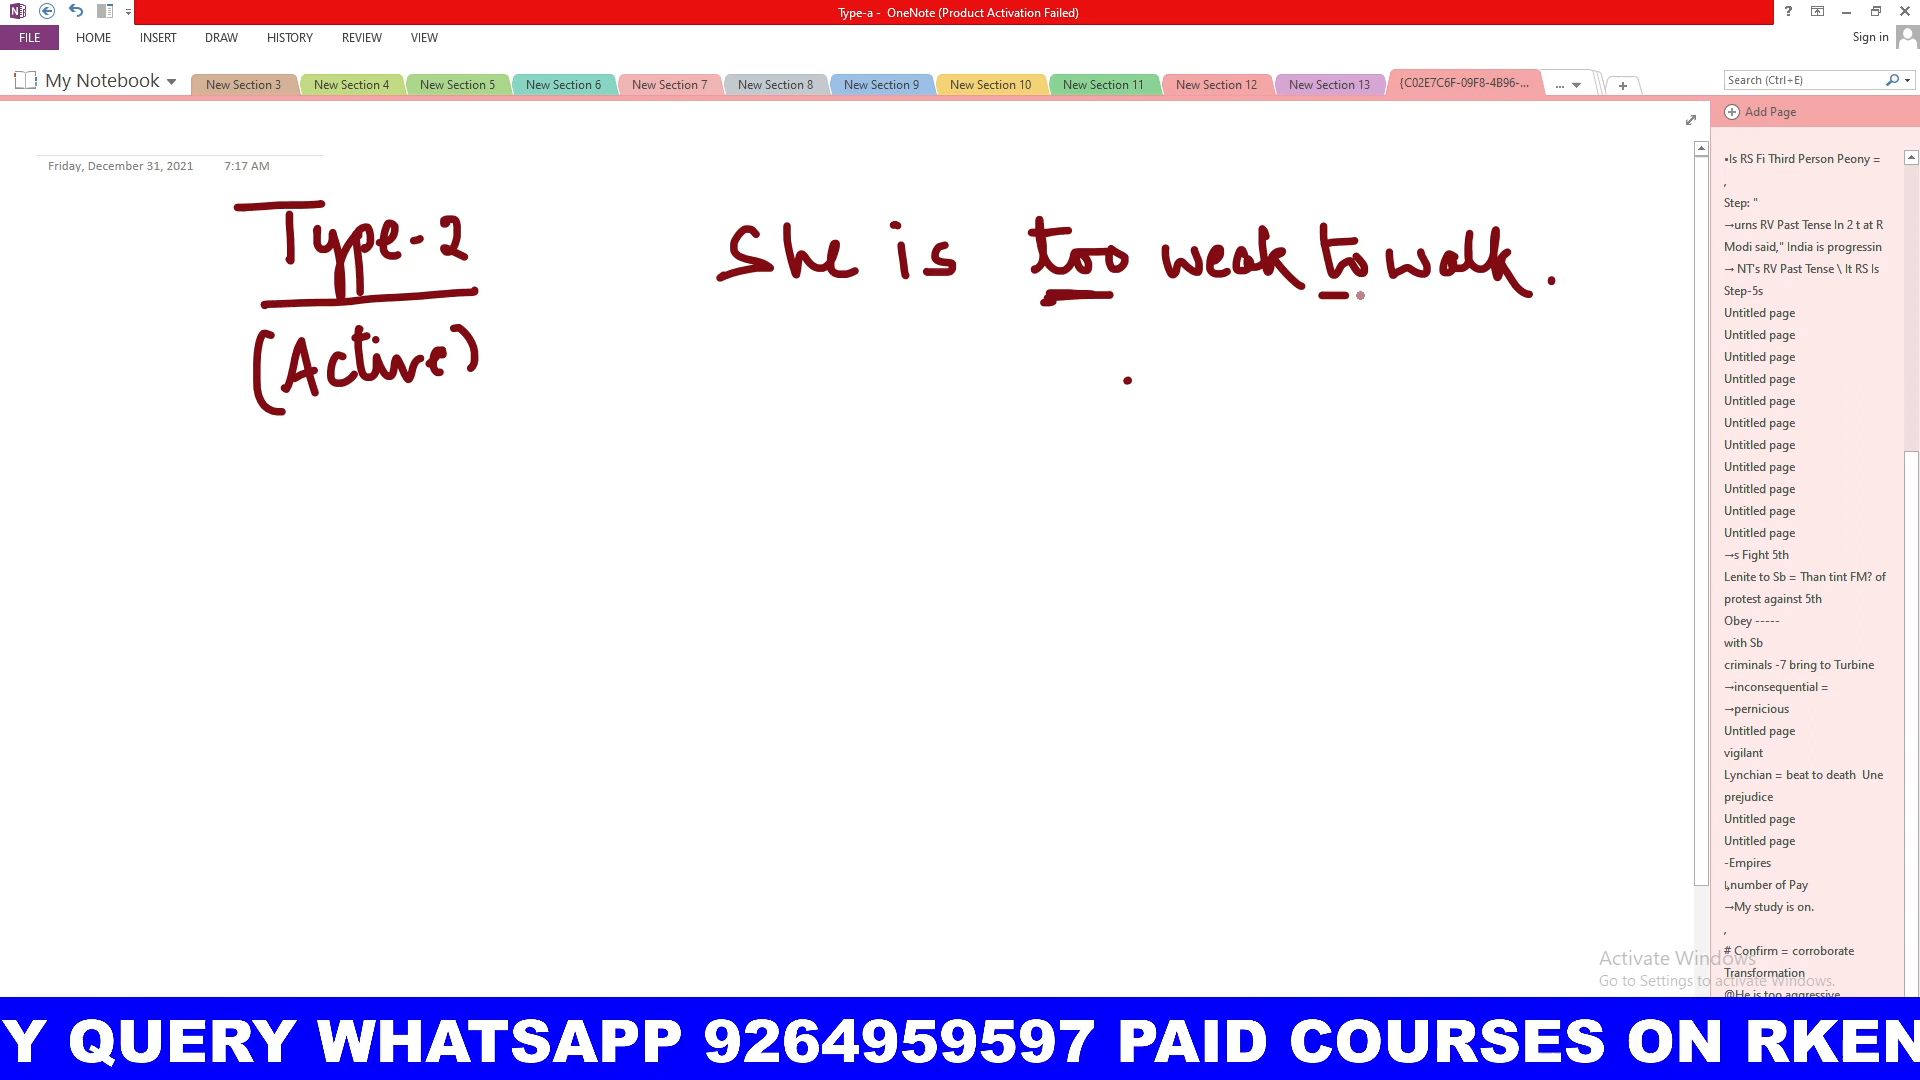 Type-a - OneNote (Product Activation Failed)
FILE HOME INSERT DRAW HISTORY REVIEW VIEW
Sign in
My Notebook
New Section 3 New Section 4 New Section 5 New Section 6 New Section 7 New Section 8 New Section 9 New Section 10 New Section 11 New Section 12 New Section 13 {C02E7C6F-09F8-4B96-... ...
Search (Ctrl+E)
Add Page
Friday, December 31, 2021 7:17 AM
Type-2
(Active)
She is too weak to walk.
•Is RS Fi Third Person Peony =
,
Step: "
→urns RV Past Tense In 2 t at R
Modi said," India is progressin
→ NT's RV Past Tense \ It RS Is
Step-5s
Untitled page
Untitled page
Untitled page
Untitled page
Untitled page
Untitled page
Untitled page
Untitled page
Untitled page
Untitled page
Untitled page
→s Fight 5th
Lenite to Sb = Than tint FM? of
protest against 5th
Obey -----
with Sb
criminals -7 bring to Turbine
→inconsequential =
→pernicious
Untitled page
vigilant
Lynchian = beat to death Une
prejudice
Untitled page
Untitled page
-Empires
↳number of Pay
→My study is on.
,
# Confirm = corroborate
Transformation
@He is too aggressive
Activate Windows
Go to Settings to activate Windows.
Y QUERY WHATSAPP 9264959597 PAID COURSES ON RKEN